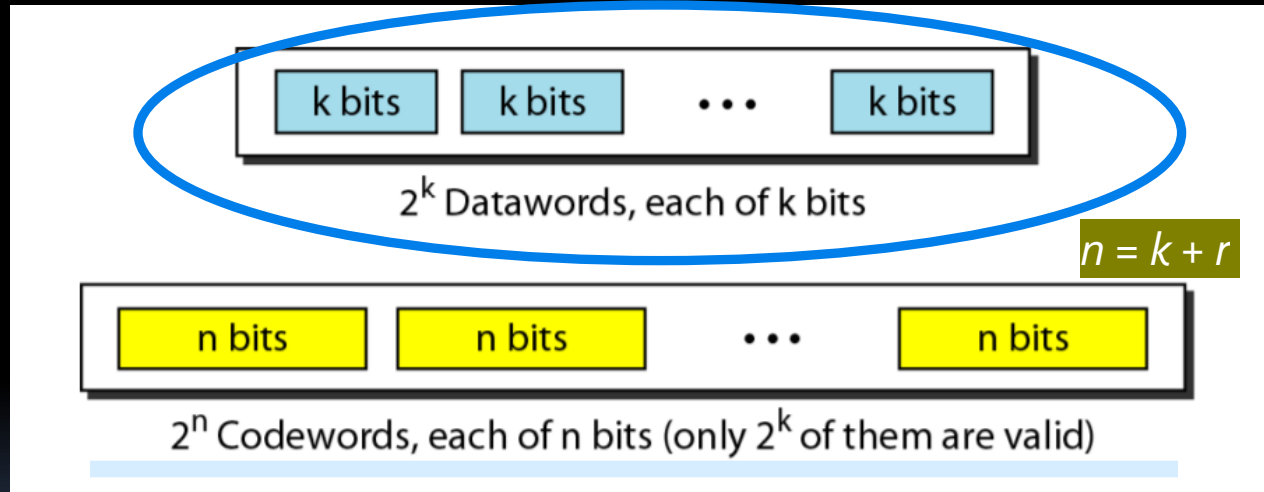 k bits k bits ••• k bits
2^k Datawords, each of k bits
n = k + r
n bits n bits ••• n bits
2^n Codewords, each of n bits (only 2^k of them are valid)